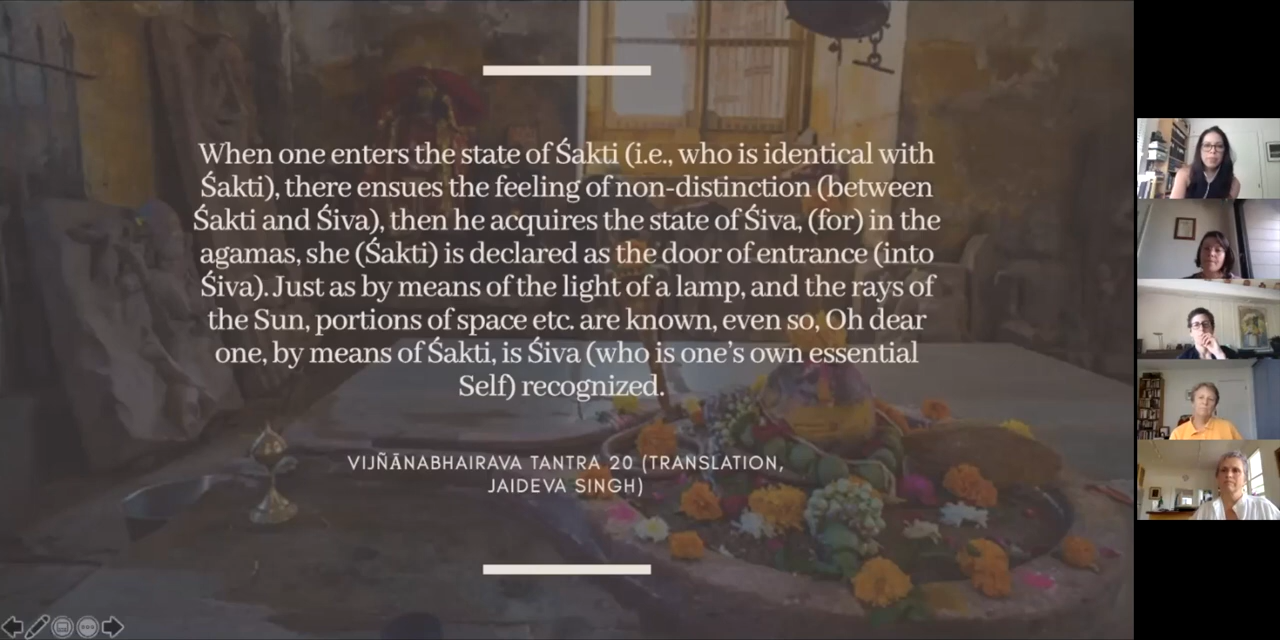 When one enters the state of Śakti (i.e., who is identical with
Śakti), there ensues the feeling of non-distinction (between
Śakti and Śiva), then he acquires the state of Śiva, (for) in the
agamas, she (Śakti) is declared as the door of entrance (into
Śiva). Just as by means of the light of a lamp, and the rays of
the Sun, portions of space etc. are known, even so, Oh dear
one, by means of Śakti, is Śiva (who is one’s own essential
Self) recognized.
VIJÑĀNABHAIRAVA TANTRA 20 (TRANSLATION,
JAIDEVA SINGH)